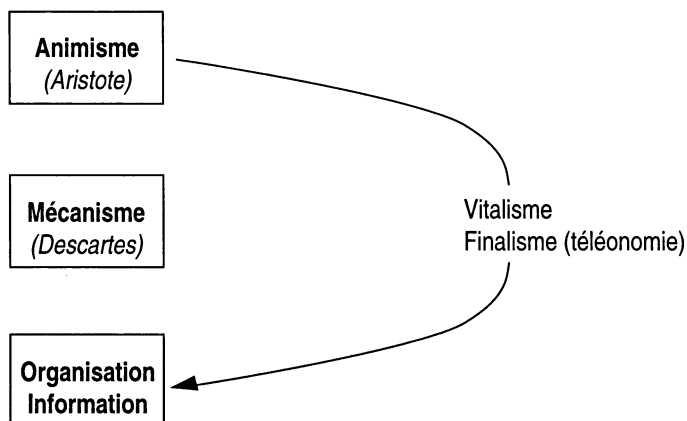 Animisme
(Aristote)
Mécanisme
(Descartes)
Vitalisme
Finalisme (téléonomie)
Organisation
Information